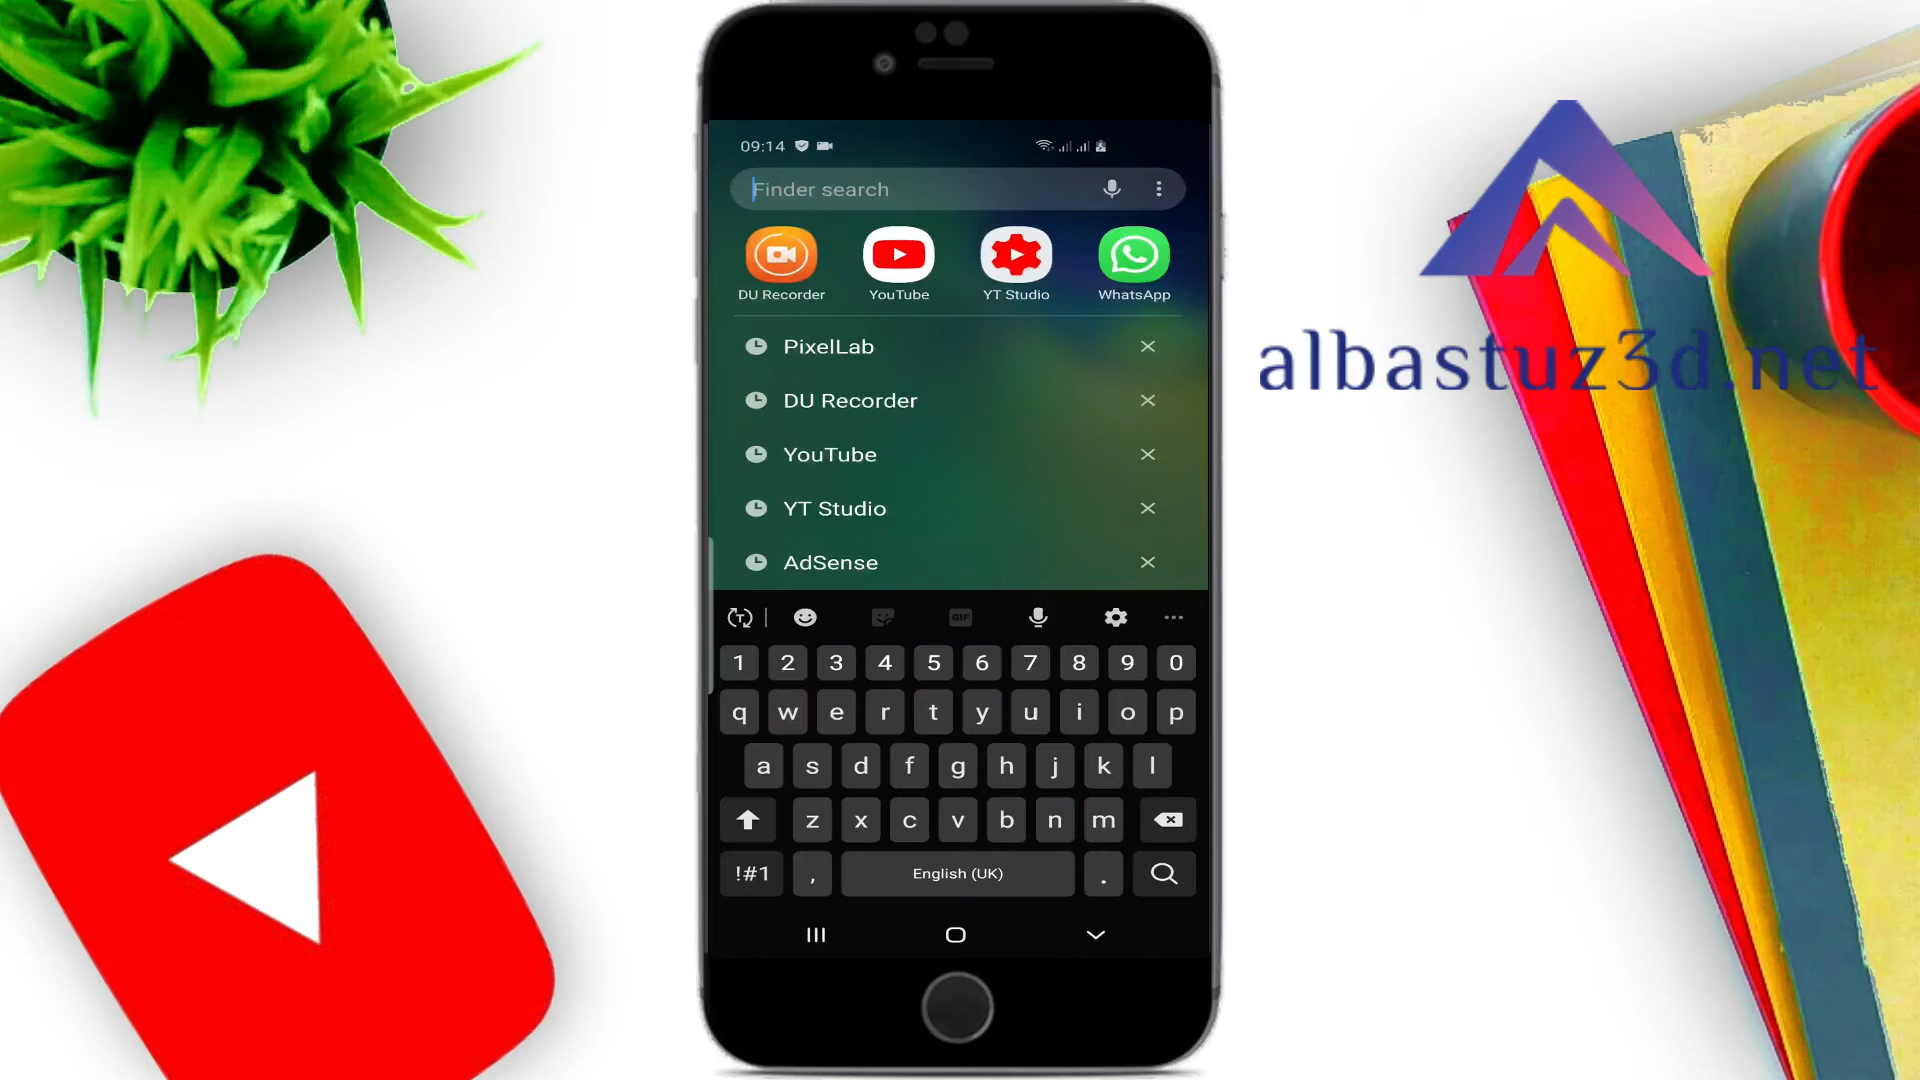 09:14
Finder search
DU Recorder YouTube YT Studio WhatsApp
albastuz3d.net
PixelLab
DU Recorder
YouTube
YT Studio
AdSense
T GIF
1 2 3 4 5 6 7 8 9 0
q w e r t y u i o p
a s d f g h j k l
z x c v b n m
!#1 , English (UK) .